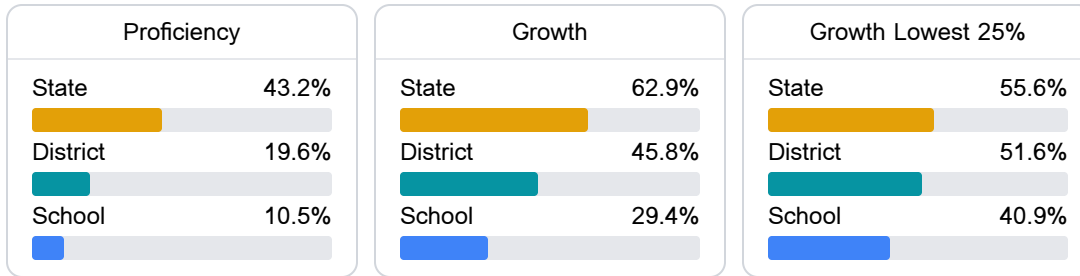 Proficiency
State 43.2%
District 19.6%
School 10.5%
Growth
State 62.9%
District 45.8%
School 29.4%
Growth Lowest 25%
State 55.6%
District 51.6%
School 40.9%